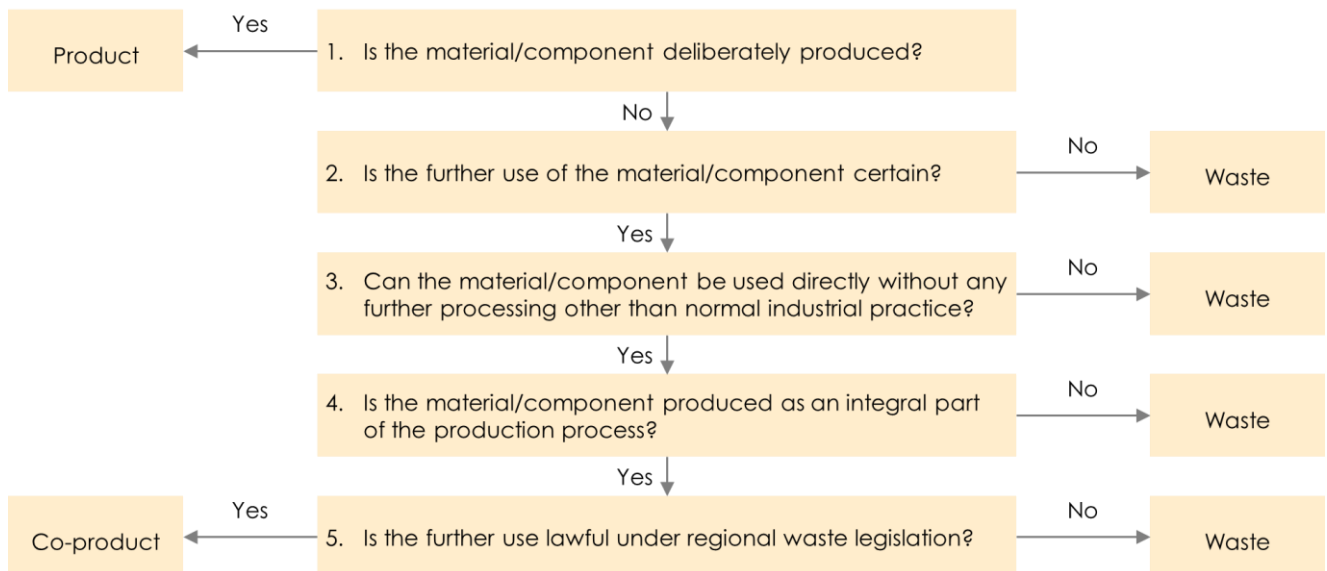 Yes
Product
1. Is the material/component deliberately produced?
No
No
2. Is the further use of the material/component certain?
Waste
Yes
No
3. Can the material/component be used directly without any
further processing other than normal industrial practice?
Waste
Yes
No
4. Is the material/component produced as an integral part
of the production process?
Waste
Yes
Yes
No
Co-product
5. Is the further use lawful under regional waste legislation?
Waste